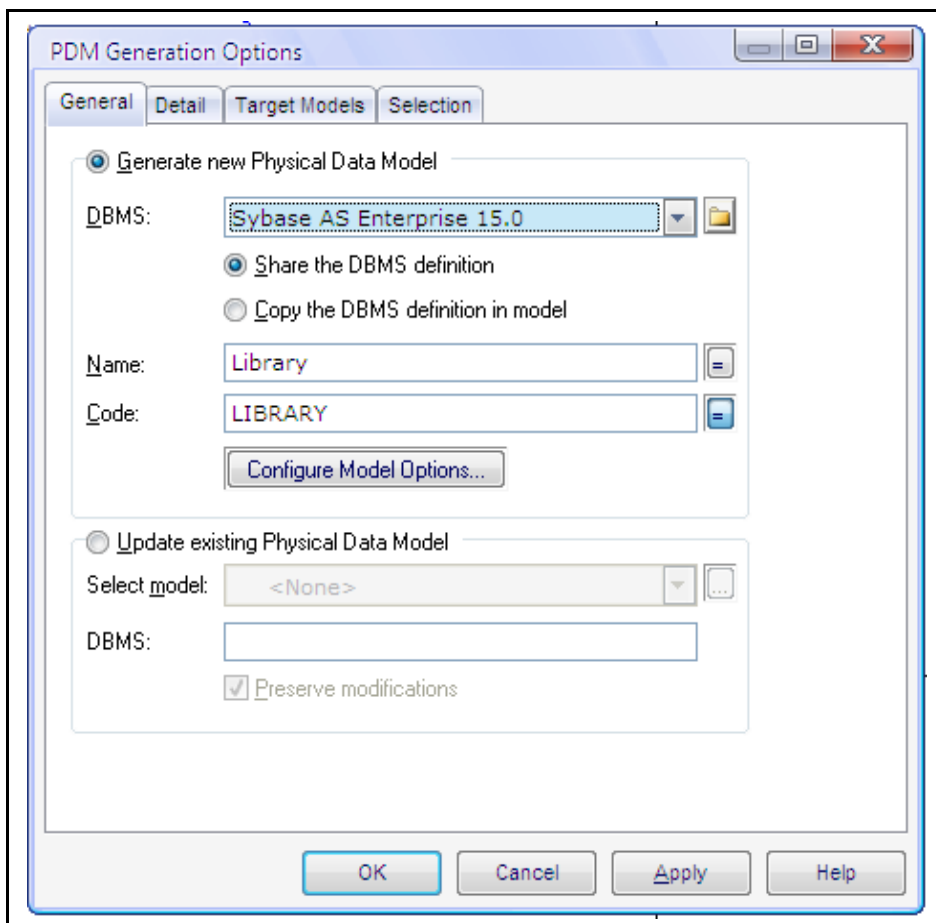 PDM Generation Options
General Detail Target Models Selection
Generate new Physical Data Model
DBMS: Sybase AS Enterprise 15.0
Share the DBMS definition
Copy the DBMS definition in model
Name: Library =
Code: LIBRARY =
Configure Model Options...
Update existing Physical Data Model
Select model: <None> ...
DBMS:
Preserve modifications
OK Cancel Apply Help